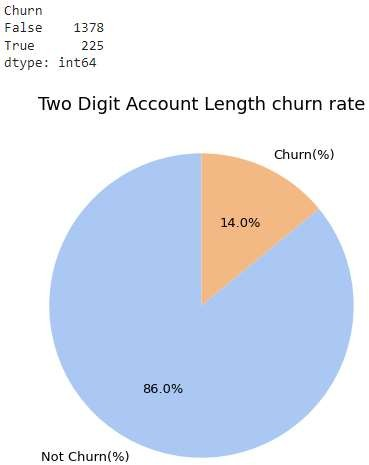 Churn
False 1378
True 225
dtype: int64
Two Digit Account Length churn rate
Churn(%)
14.0%
86.0%
Not Churn(%)